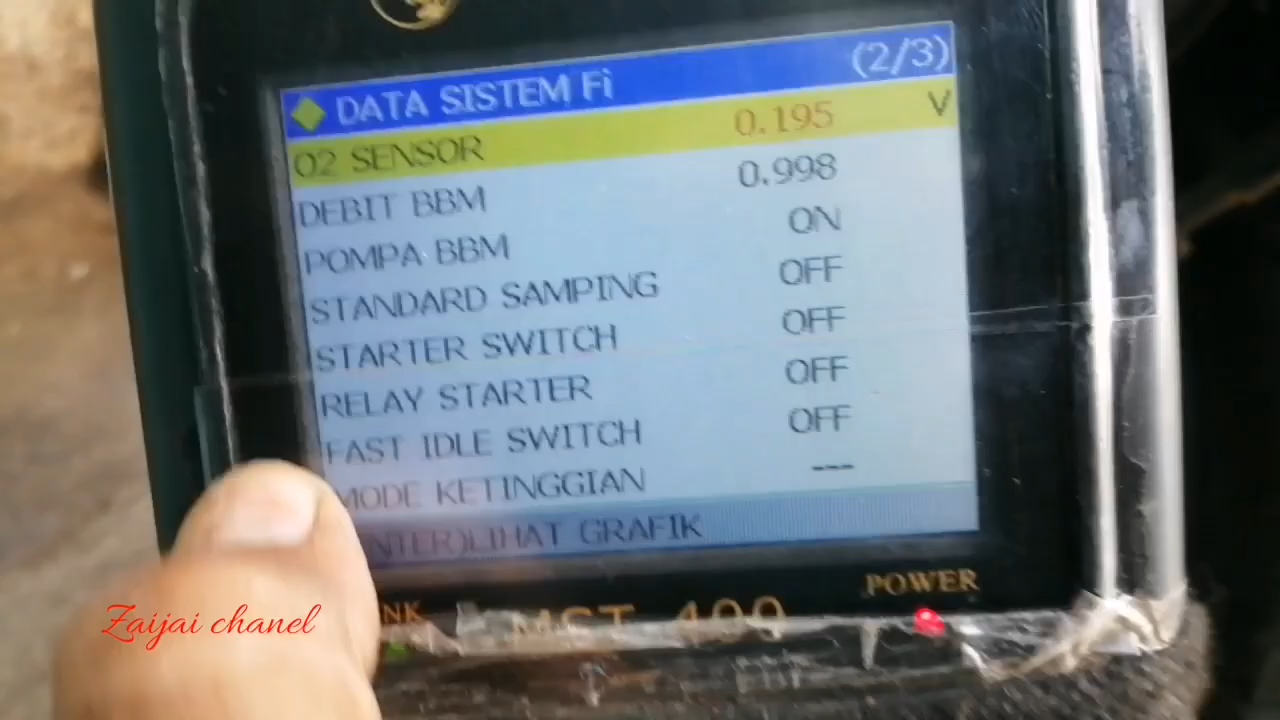 DATA SISTEM Fi (2/3)
O2 SENSOR 0.195 V
DEBIT BBM 0.998
POMPA BBM ON
STANDARD SAMPING OFF
STARTER SWITCH OFF
RELAY STARTER OFF
FAST IDLE SWITCH OFF
MODE KETINGGIAN ---
NTER)LIHAT GRAFIK
POWER
NK MST 400
Zaijai chanel